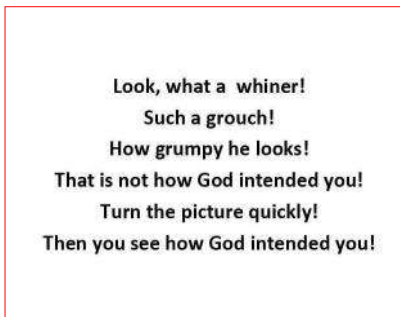 Look, what a whiner!
Such a grouch!
How grumpy he looks!
That is not how God intended you!
Turn the picture quickly!
Then you see how God intended you!